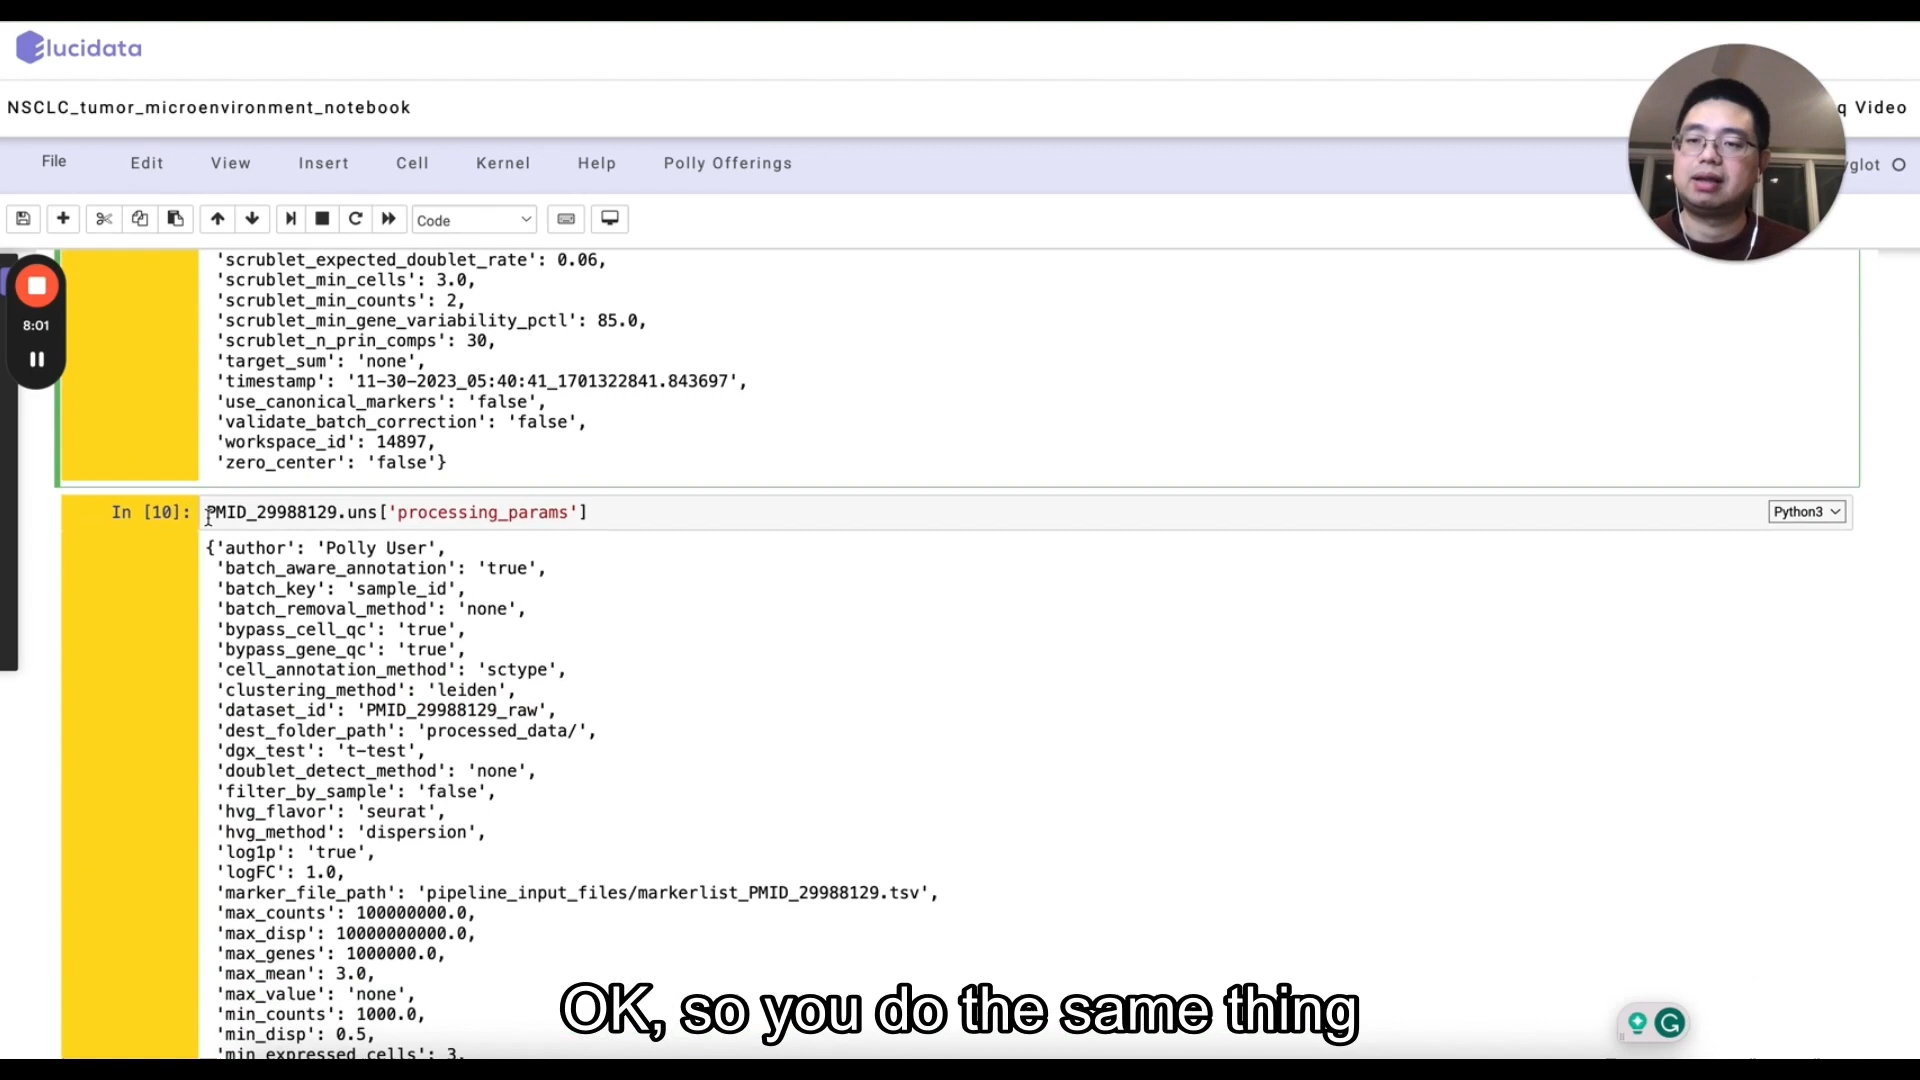 lucidata
NSCLC_tumor_microenvironment_notebook
q Video
File Edit View Insert Cell Kernel Help Polly Offerings
Code
'scrublet_expected_doublet_rate': 0.06,
'scrublet_min_cells': 3.0,
'scrublet_min_counts': 2,
'scrublet_min_gene_variability_pctl': 85.0,
'scrublet_n_prin_comps': 30,
'target_sum': 'none',
'timestamp': '11-30-2023_05:40:41_1701322841.843697',
'use_canonical_markers': 'false',
'validate_batch_correction': 'false',
'workspace_id': 14897,
'zero_center': 'false'}
8:01
In [10]: PMID_29988129.uns['processing_params']
Python3
{'author': 'Polly User',
'batch_aware_annotation': 'true',
'batch_key': 'sample_id',
'batch_removal_method': 'none',
'bypass_cell_qc': 'true',
'bypass_gene_qc': 'true',
'cell_annotation_method': 'sctype',
'clustering_method': 'leiden',
'dataset_id': 'PMID_29988129_raw',
'dest_folder_path': 'processed_data/',
'dgx_test': 't-test',
'doublet_detect_method': 'none',
'filter_by_sample': 'false',
'hvg_flavor': 'seurat',
'hvg_method': 'dispersion',
'log1p': 'true',
'logFC': 1.0,
'marker_file_path': 'pipeline_input_files/markerlist_PMID_29988129.tsv',
'max_counts': 100000000.0,
'max_disp': 10000000000.0,
'max_genes': 1000000.0,
'max_mean': 3.0,
'max_value': 'none',
'min_counts': 1000.0,
'min_disp': 0.5,
'min_expressed_cells': 3,
OK, so you do the same thing